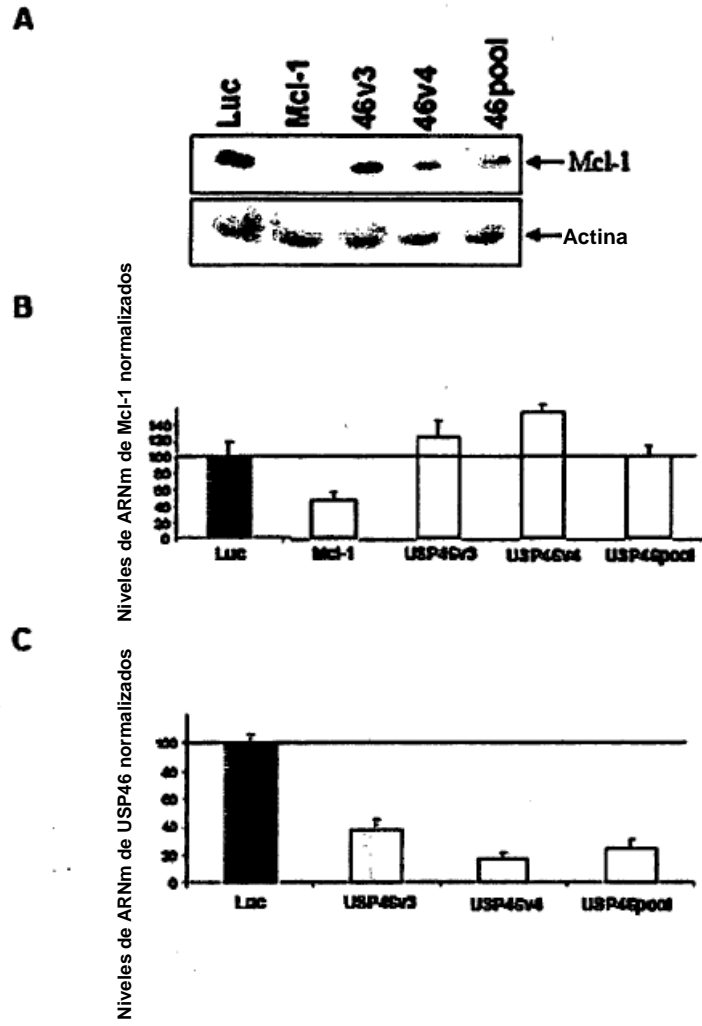 A
Luc
Mcl-1
46v3
46v4
46pool
Mcl-1
Actina
B
Niveles de ARNm de Mcl-1 normalizados
140
120
100
80
60
40
20
0
Luc
Mcl-1
USP46v3
USP46v4
USP46pool
C
Niveles de ARNm de USP46 normalizados
100
80
60
40
20
0
Luc
USP46v3
USP46v4
USP46pool